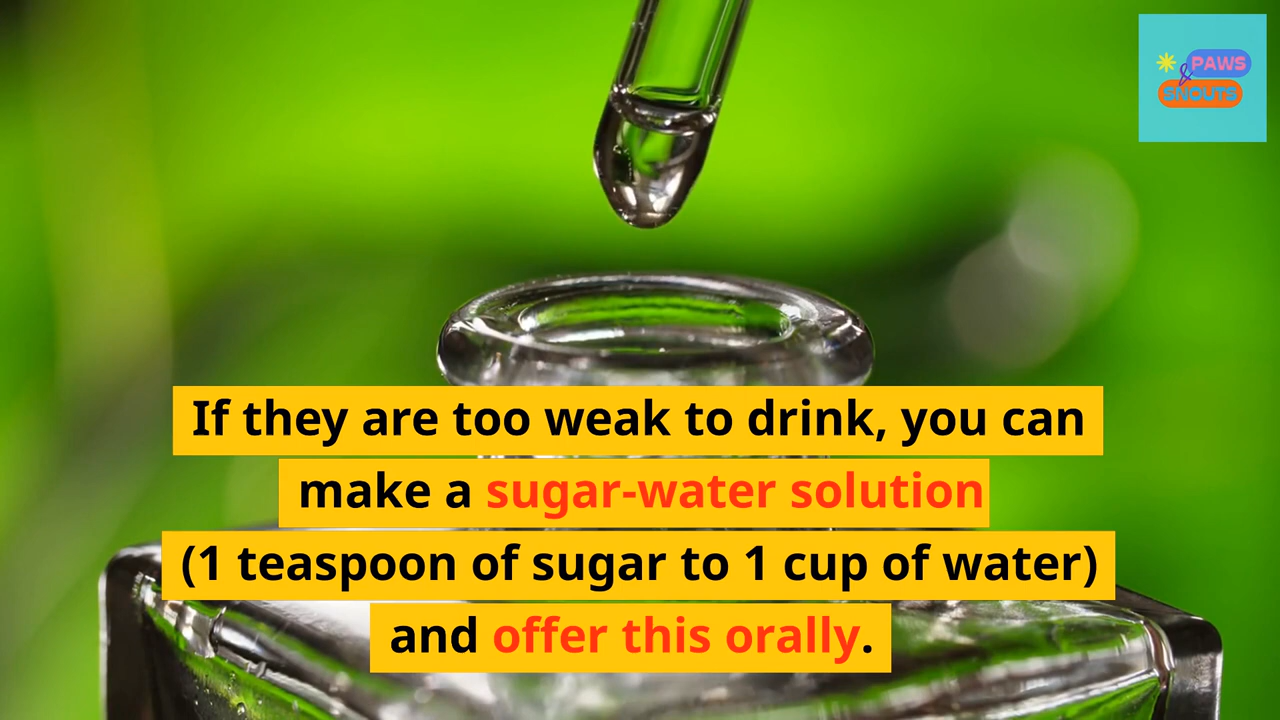 PAWS
&
SNOUTS
If they are too weak to drink, you can
make a sugar-water solution
(1 teaspoon of sugar to 1 cup of water)
and offer this orally.